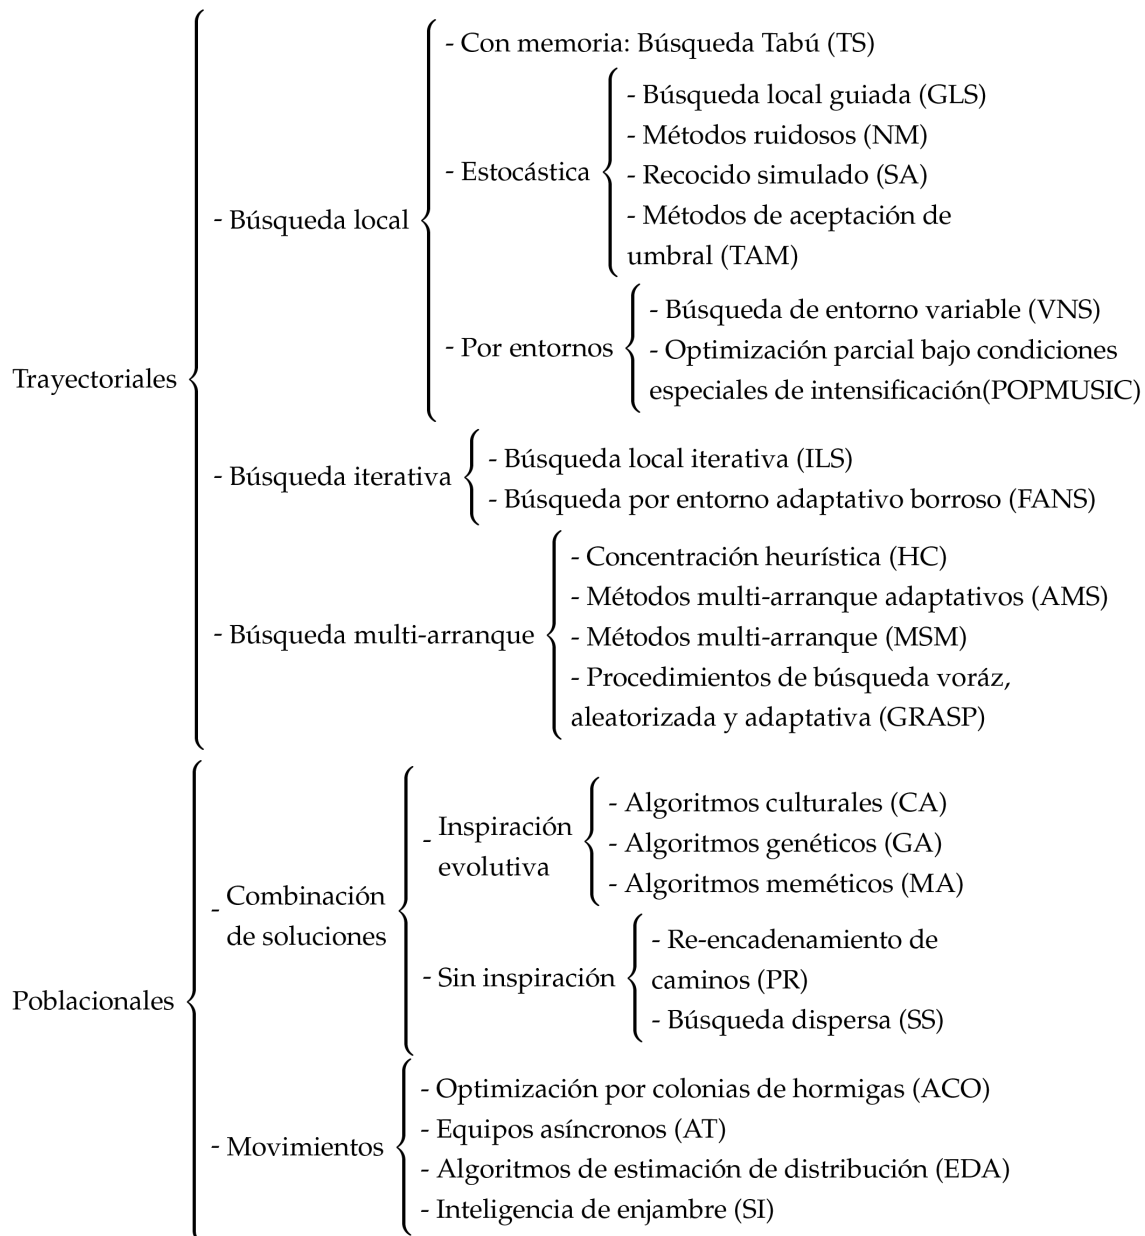 Trayectoriales
- Búsqueda local
- Con memoria: Búsqueda Tabú (TS)
- Estocástica
- Búsqueda local guiada (GLS)
- Métodos ruidosos (NM)
- Recocido simulado (SA)
- Métodos de aceptación de
umbral (TAM)
- Por entornos
- Búsqueda de entorno variable (VNS)
- Optimización parcial bajo condiciones
especiales de intensificación(POPMUSIC)
- Búsqueda iterativa
- Búsqueda local iterativa (ILS)
- Búsqueda por entorno adaptativo borroso (FANS)
- Búsqueda multi-arranque
- Concentración heurística (HC)
- Métodos multi-arranque adaptativos (AMS)
- Métodos multi-arranque (MSM)
- Procedimientos de búsqueda voráz,
aleatorizada y adaptativa (GRASP)
Poblacionales
- Combinación
de soluciones
- Inspiración
evolutiva
- Algoritmos culturales (CA)
- Algoritmos genéticos (GA)
- Algoritmos meméticos (MA)
- Sin inspiración
- Re-encadenamiento de
caminos (PR)
- Búsqueda dispersa (SS)
- Movimientos
- Optimización por colonias de hormigas (ACO)
- Equipos asíncronos (AT)
- Algoritmos de estimación de distribución (EDA)
- Inteligencia de enjambre (SI)